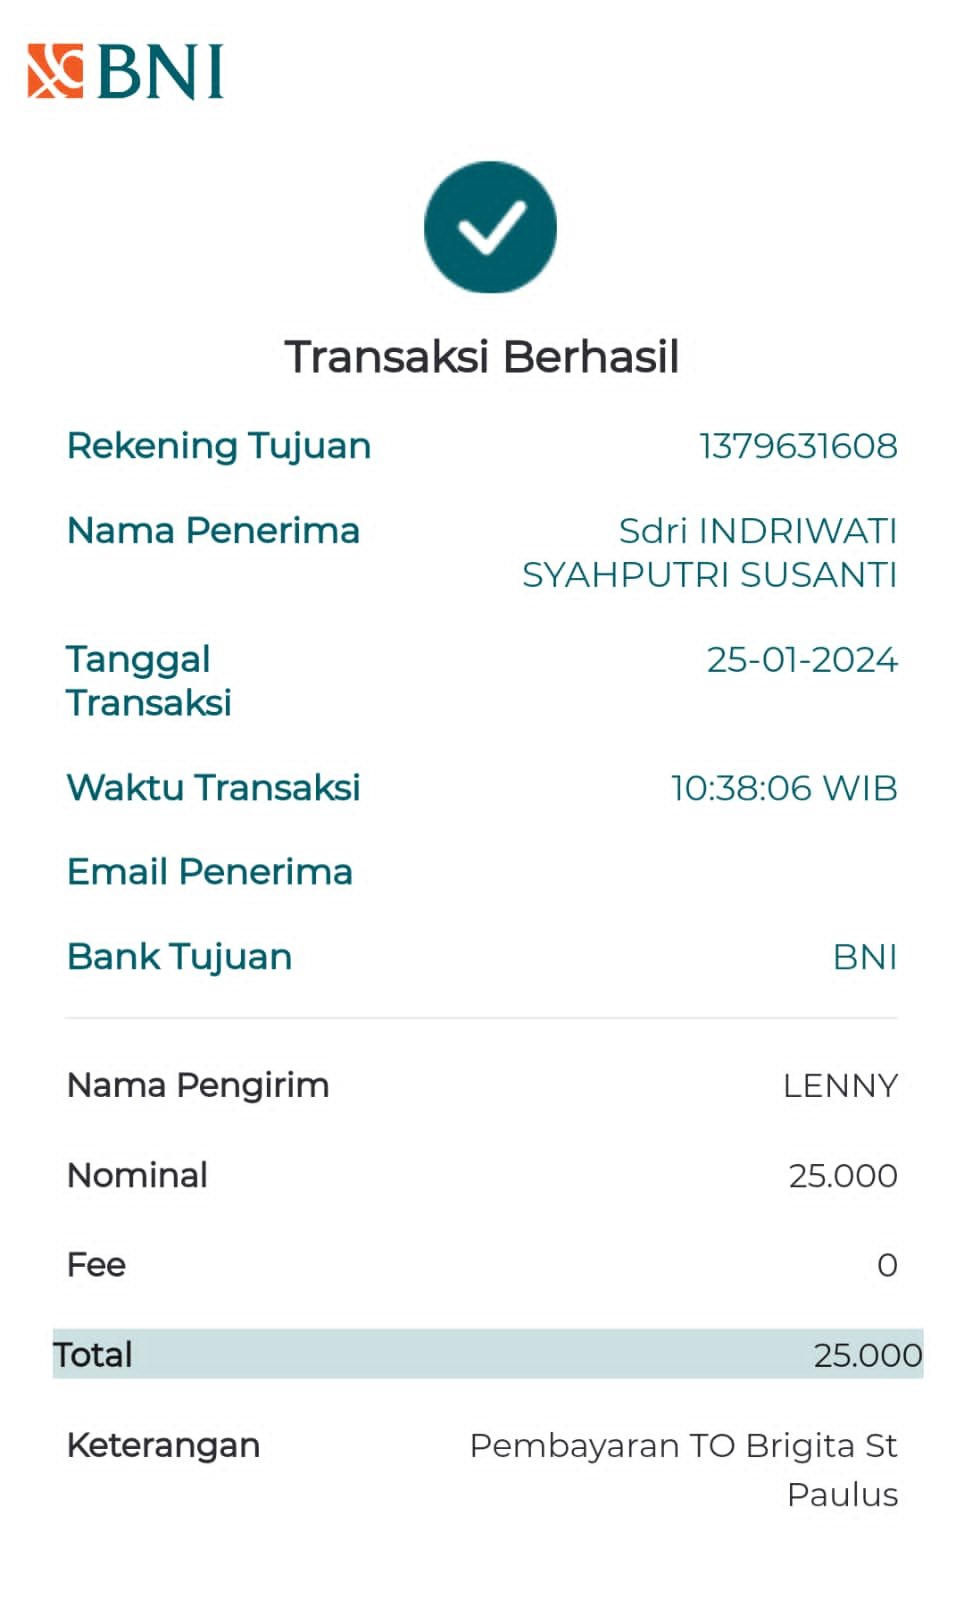 BNI
Transaksi Berhasil
Rekening Tujuan 1379631608
Nama Penerima Sdri INDRIWATI
SYAHPUTRI SUSANTI
Tanggal 25-01-2024
Transaksi
Waktu Transaksi 10:38:06 WIB
Email Penerima
Bank Tujuan BNI
Nama Pengirim LENNY
Nominal 25.000
Fee 0
Total 25.000
Keterangan Pembayaran TO Brigita St
Paulus